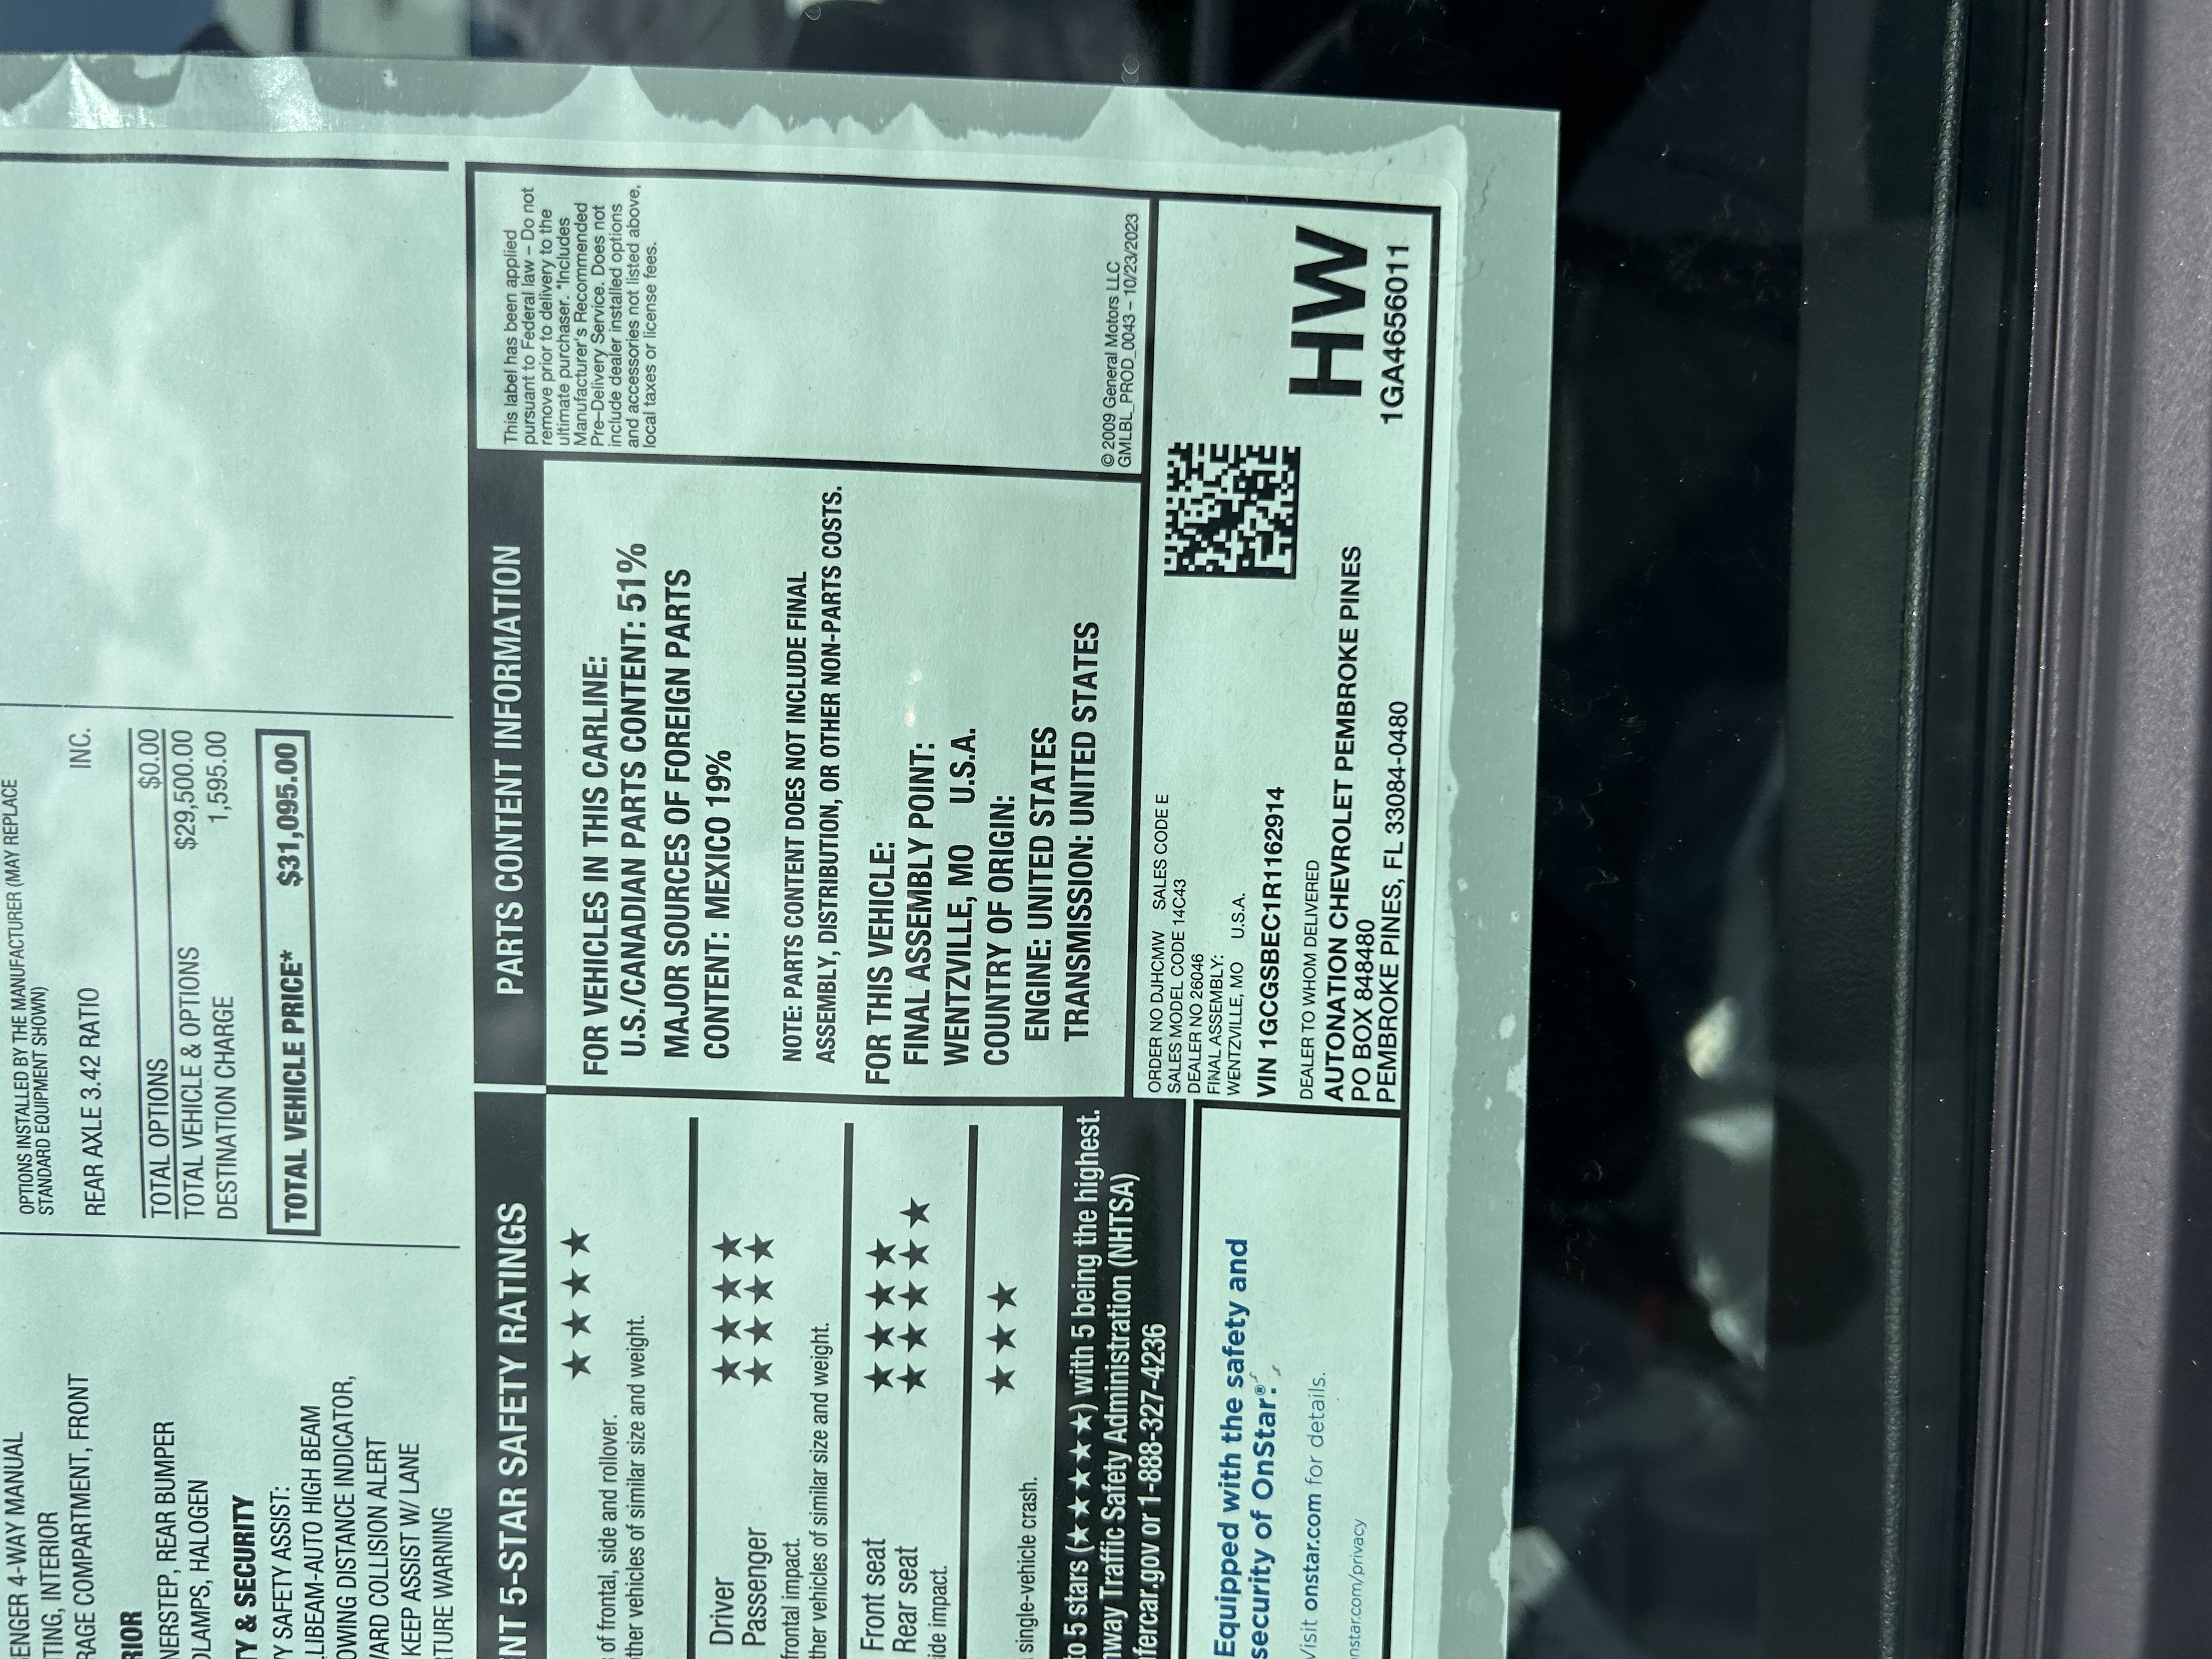 ENGER 4-WAY MANUAL
TING, INTERIOR
RAGE COMPARTMENT, FRONT
RIOR
NERSTEP, REAR BUMPER
DLAMPS, HALOGEN
TY & SECURITY
Y SAFETY ASSIST:
LLIBEAM-AUTO HIGH BEAM
OWING DISTANCE INDICATOR,
VARD COLLISION ALERT
KEEP ASSIST W/ LANE
TURE WARNING
OPTIONS INSTALLED BY THE MANUFACTURER (MAY REPLACE
STANDARD EQUIPMENT SHOWN)
REAR AXLE 3.42 RATIO INC.
TOTAL OPTIONS $0.00
TOTAL VEHICLE & OPTIONS $29,500.00
DESTINATION CHARGE 1,595.00
TOTAL VEHICLE PRICE* $31,095.00
NT 5-STAR SAFETY RATINGS
★★★★
of frontal, side and rollover.
ther vehicles of similar size and weight.
Driver ★★★★
Passenger ★★★★
frontal impact.
ther vehicles of similar size and weight.
Front seat ★★★★
Rear seat ★★★★★
ide impact.
★★★
single-vehicle crash.
to 5 stars (★★★★★) with 5 being the highest.
hway Traffic Safety Administration (NHTSA)
fercar.gov or 1-888-327-4236
Equipped with the safety and
security of OnStar.®
Visit onstar.com for details.
nstar.com/privacy
PARTS CONTENT INFORMATION
FOR VEHICLES IN THIS CARLINE:
U.S./CANADIAN PARTS CONTENT: 51%
MAJOR SOURCES OF FOREIGN PARTS
CONTENT: MEXICO 19%
NOTE: PARTS CONTENT DOES NOT INCLUDE FINAL
ASSEMBLY, DISTRIBUTION, OR OTHER NON-PARTS COSTS.
FOR THIS VEHICLE:
FINAL ASSEMBLY POINT:
WENTZVILLE, MO U.S.A.
COUNTRY OF ORIGIN:
ENGINE: UNITED STATES
TRANSMISSION: UNITED STATES
This label has been applied
pursuant to Federal law – Do not
remove prior to delivery to the
ultimate purchaser. *Includes
Manufacturer's Recommended
Pre–Delivery Service. Does not
include dealer installed options
and accessories not listed above,
local taxes or license fees.
© 2009 General Motors LLC
GMLBL_PROD_0043 – 10/23/2023
ORDER NO DJHCMW SALES CODE E
SALES MODEL CODE 14C43
DEALER NO 26046
FINAL ASSEMBLY:
WENTZVILLE, MO U.S.A.
VIN 1GCGSBEC1R1162914
DEALER TO WHOM DELIVERED
AUTONATION CHEVROLET PEMBROKE PINES
PO BOX 848480
PEMBROKE PINES, FL 33084-0480
HW
1GA4656011